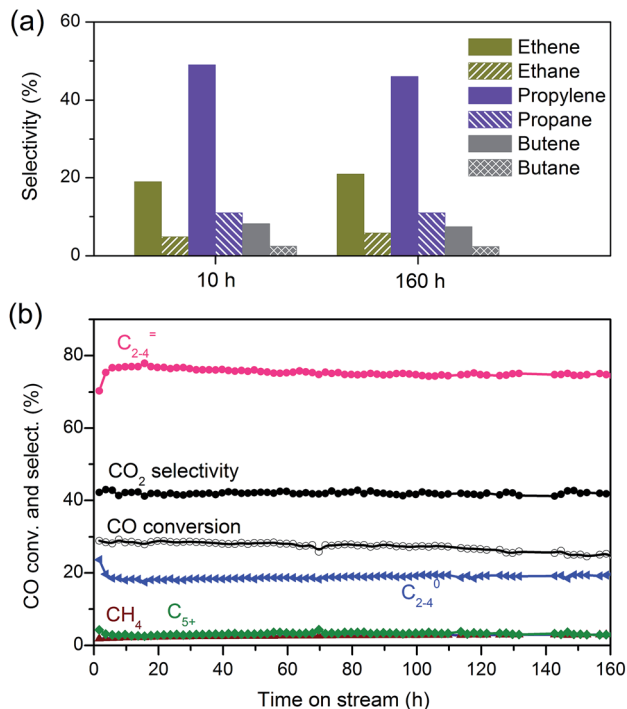 (a)
60
40
20
0
Selectivity (%)
Ethene
Ethane
Propylene
Propane
Butene
Butane
10 h
160 h
(b)
80
60
40
20
0
CO conv. and select. (%)
C₂₋₄⁼
CO₂ selectivity
CO conversion
C₂₋₄⁰
CH₄
C₅₊
0 20 40 60 80 100 120 140 160
Time on stream (h)